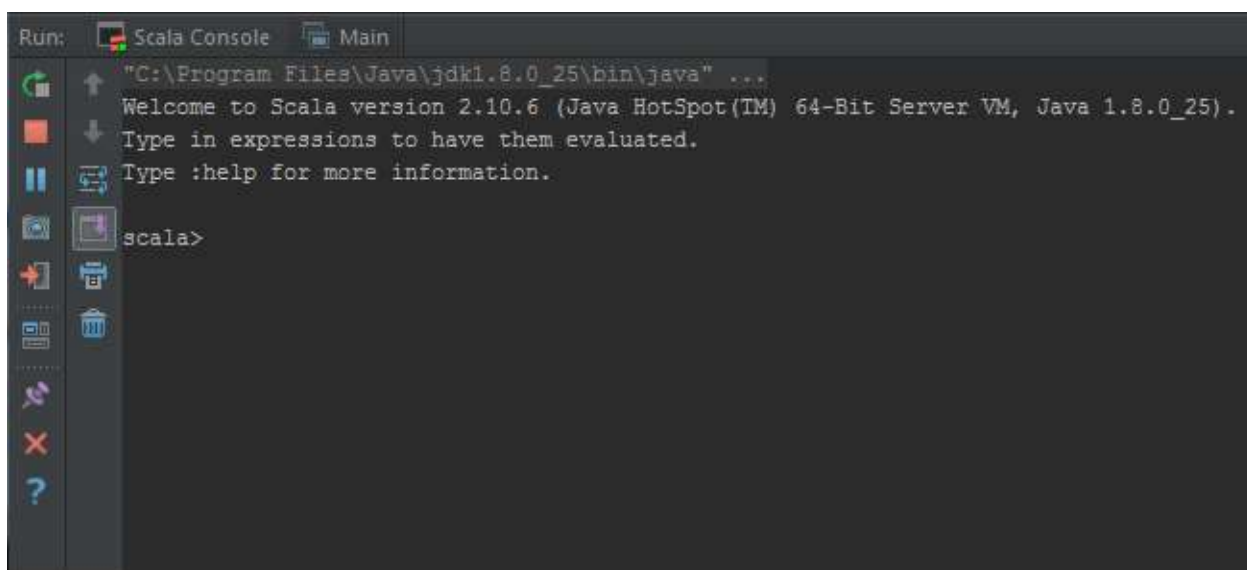 Run: Scala Console Main
"C:\Program Files\Java\jdk1.8.0_25\bin\java" ...
Welcome to Scala version 2.10.6 (Java HotSpot(TM) 64-Bit Server VM, Java 1.8.0_25).
Type in expressions to have them evaluated.
Type :help for more information.
scala>